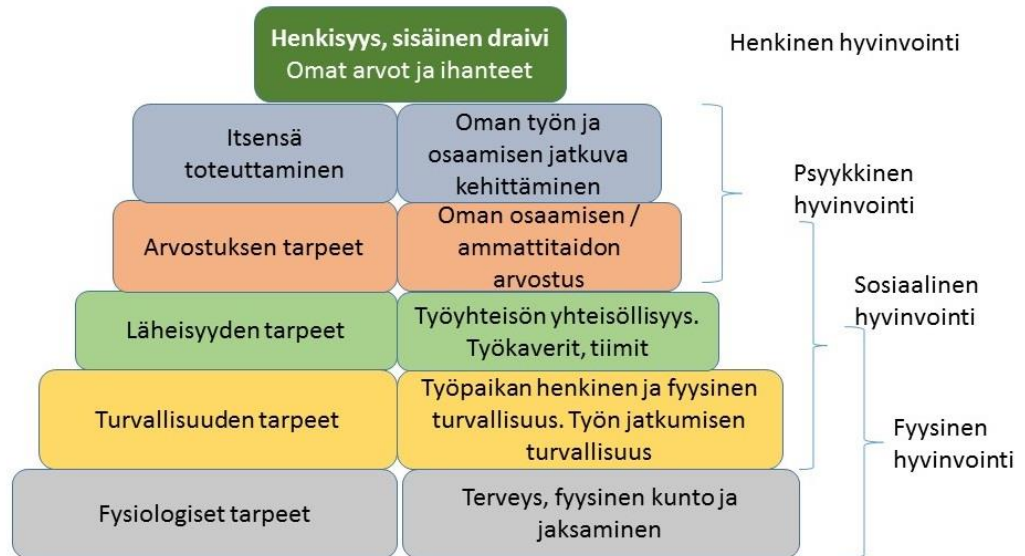 Henkisyys, sisäinen draivi
Omat arvot ja ihanteet
Henkinen hyvinvointi
Itsensä
toteuttaminen
Oman työn ja
osaamisen jatkuva
kehittäminen
Psyykkinen
hyvinvointi
Arvostuksen tarpeet
Oman osaamisen /
ammattitaidon
arvostus
Sosiaalinen
hyvinvointi
Läheisyyden tarpeet
Työyhteisön yhteisöllisyys.
Työkaverit, tiimit
Turvallisuuden tarpeet
Työpaikan henkinen ja fyysinen
turvallisuus. Työn jatkumisen
turvallisuus
Fyysinen
hyvinvointi
Fysiologiset tarpeet
Terveys, fyysinen kunto ja
jaksaminen